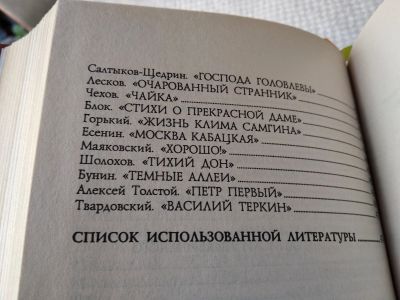 Салтыков-Щедрин. «ГОСПОДА ГОЛОВЛЕВЫ»
Лесков. «ОЧАРОВАННЫЙ СТРАННИК»
Чехов. «ЧАЙКА»
Блок. «СТИХИ О ПРЕКРАСНОЙ ДАМЕ»
Горький. «ЖИЗНЬ КЛИМА САМГИНА»
Есенин. «МОСКВА КАБАЦКАЯ»
Маяковский. «ХОРОШО!»
Шолохов. «ТИХИЙ ДОН»
Бунин. «ТЕМНЫЕ АЛЛЕИ»
Алексей Толстой. «ПЕТР ПЕРВЫЙ»
Твардовский. «ВАСИЛИЙ ТЕРКИН»
СПИСОК ИСПОЛЬЗОВАННОЙ ЛИТЕРАТУРЫ